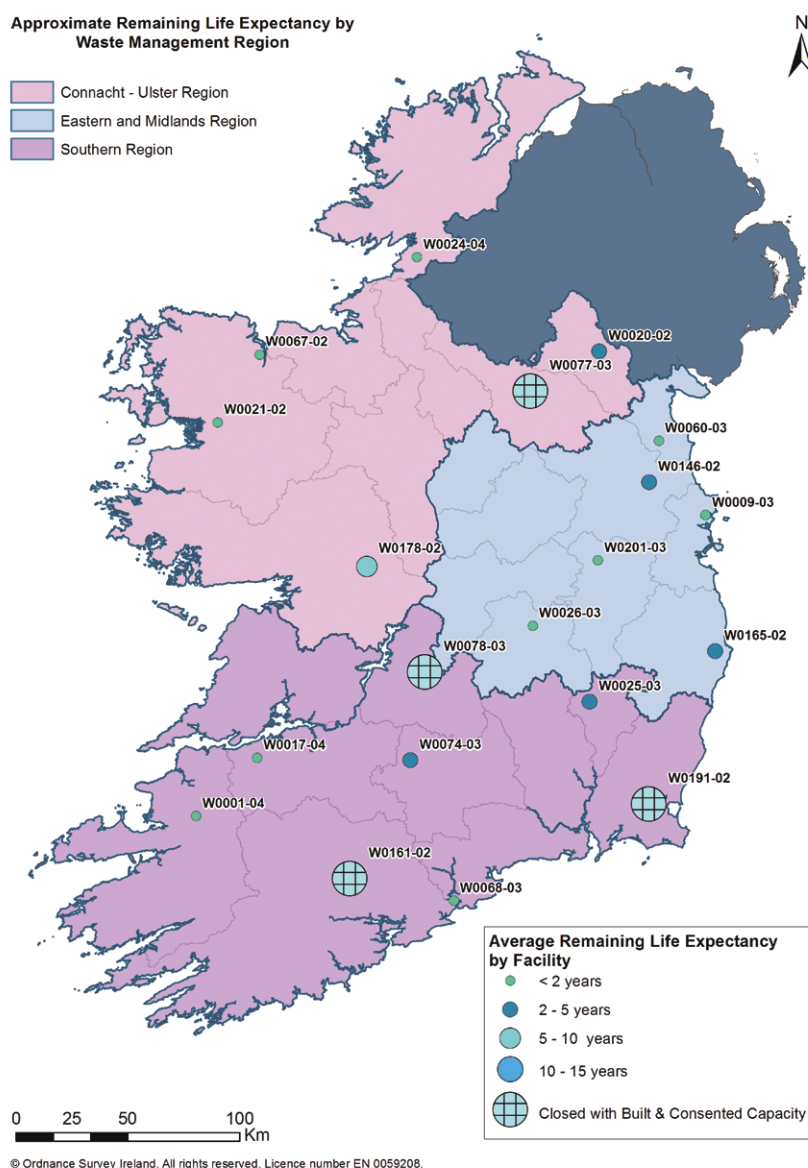 Approximate Remaining Life Expectancy by
Waste Management Region
N
Connacht - Ulster Region
Eastern and Midlands Region
Southern Region
W0024-04
W0020-02
W0067-02
W0077-03
W0021-02
W0060-03
W0146-02
W0009-03
W0178-02
W0201-03
W0026-03
W0078-03
W0165-02
W0025-03
W0017-04
W0074-03
W0191-02
W0001-04
W0161-02
W0068-03
Average Remaining Life Expectancy
by Facility
< 2 years
2 - 5 years
5 - 10 years
10 - 15 years
Closed with Built & Consented Capacity
0 25 50 100
Km
© Ordnance Survey Ireland. All rights reserved. Licence number EN 0059208.